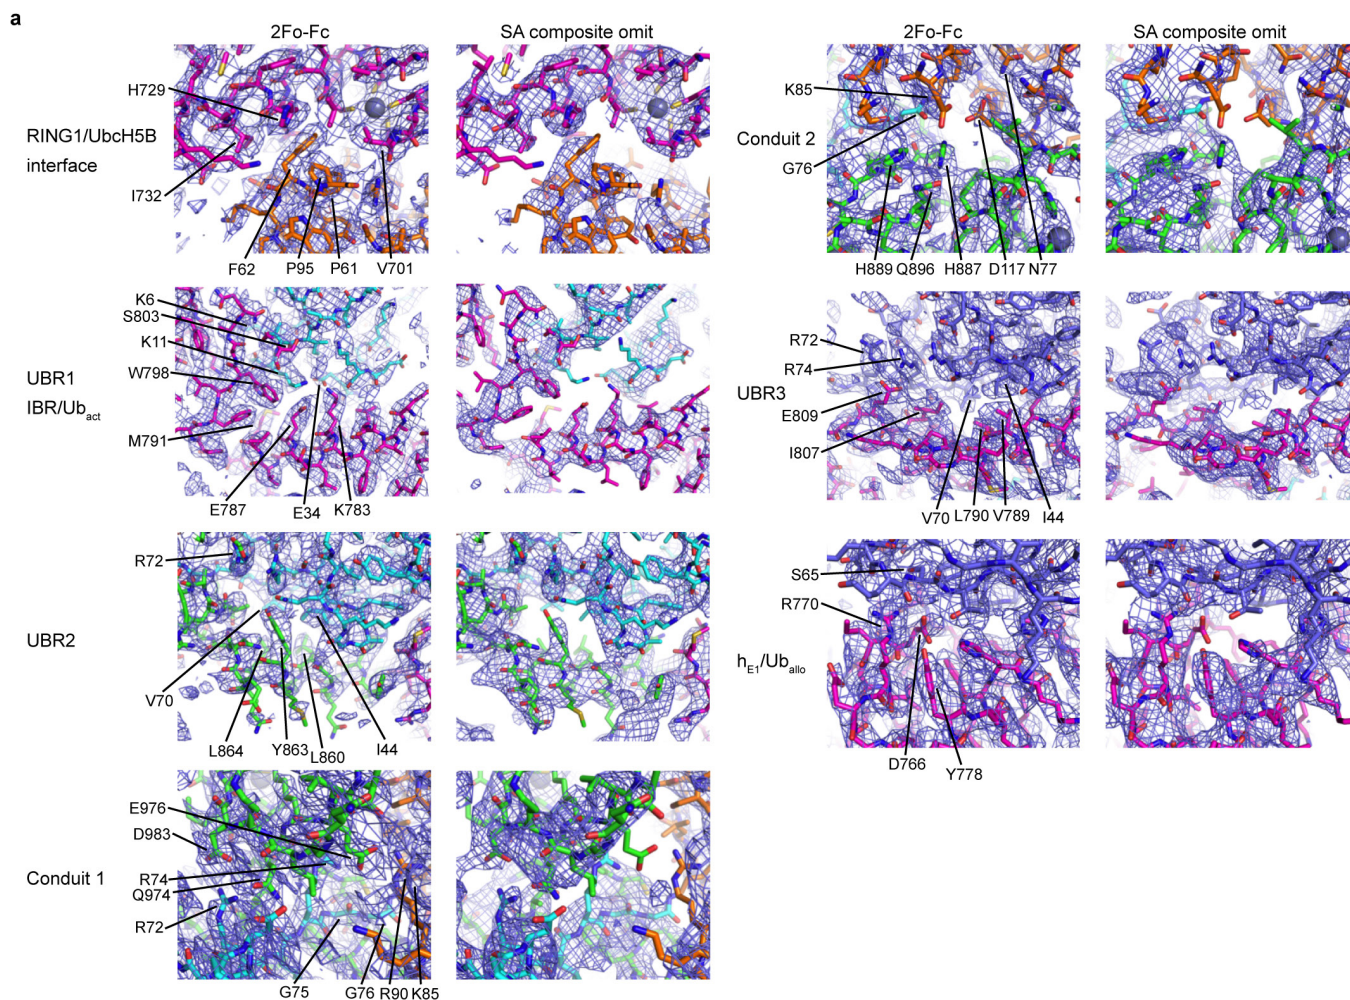 a
2Fo-Fc
SA composite omit
H729
RING1/UbcH5B
interface
I732
F62
P95
P61
V701
K6
S803
K11
W798
UBR1
IBR/Ubact
M791
E787
E34
K783
R72
UBR2
V70
L864
Y863
L860
I44
E976
D983
Conduit 1
R74
Q974
R72
G75
G76
R90
K85
2Fo-Fc
SA composite omit
K85
Conduit 2
G76
H889
Q896
H887
D117
N77
R72
R74
UBR3
E809
I807
V70
L790
V789
I44
S65
R770
hE1/Uballo
D766
Y778